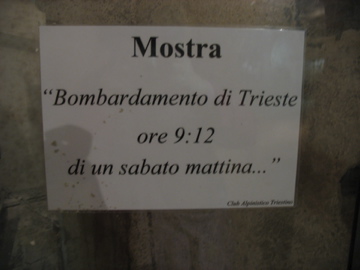 Mostra
“Bombardamento di Trieste
ore 9:12
di un sabato mattina...”
Club Alpinistico Triestino